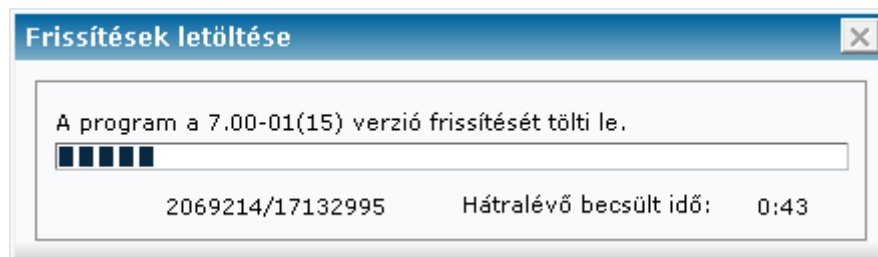 Frissítések letöltése
A program a 7.00-01(15) verzió frissítését tölti le.
2069214/17132995 Hátralévő becsült idő: 0:43